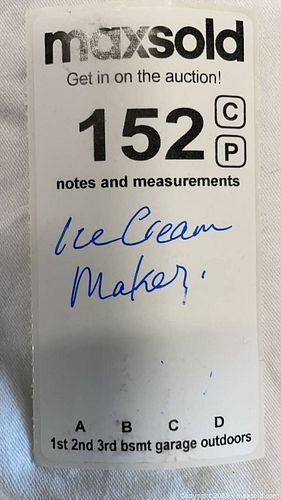 maxsold
Get in on the auction!
152 C
P
notes and measurements
Ice Cream
Maker.
A B C D
1st 2nd 3rd bsmt garage outdoors